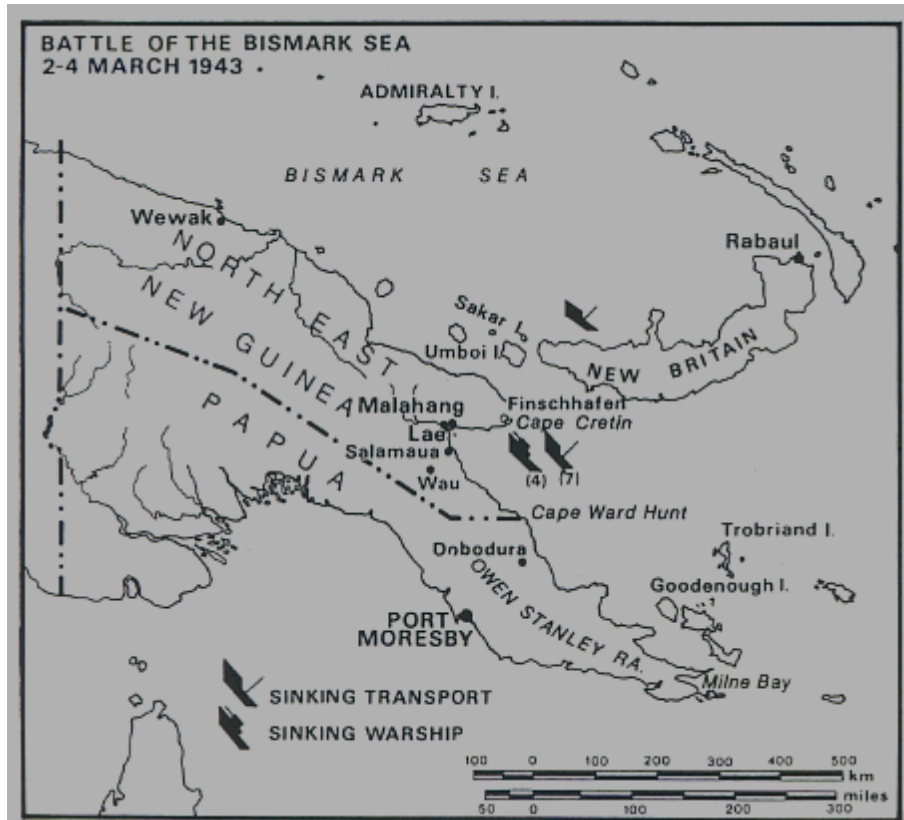 BATTLE OF THE BISMARK SEA
2-4 MARCH 1943
ADMIRALTY I.
BISMARK SEA
Wewak
Rabaul
NORTH EAST
NEW GUINEA
PAPUA
Sakar I.
Umboi I.
NEW BRITAIN
Malahang
Finschhafen
Cape Cretin
Lae
Salamaua
Wau
(4) (7)
Cape Ward Hunt
Trobriand I.
Dobodura
Goodenough I.
OWEN STANLEY RA.
PORT
MORESBY
Milne Bay
SINKING TRANSPORT
SINKING WARSHIP
100 0 100 200 300 400 500
km
miles
50 0 100 200 300